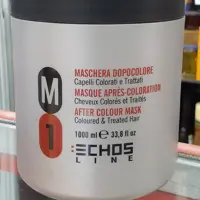 M
1
MASCHERA DOPOCOLORE
Capelli Colorati e Trattati
MASQUE APRÈS-COLORATION
Cheveux Colorés et Traités
AFTER COLOUR MASK
Coloured & Treated Hair
1000 ml e 33,8 fl oz
ECHOS
LINE